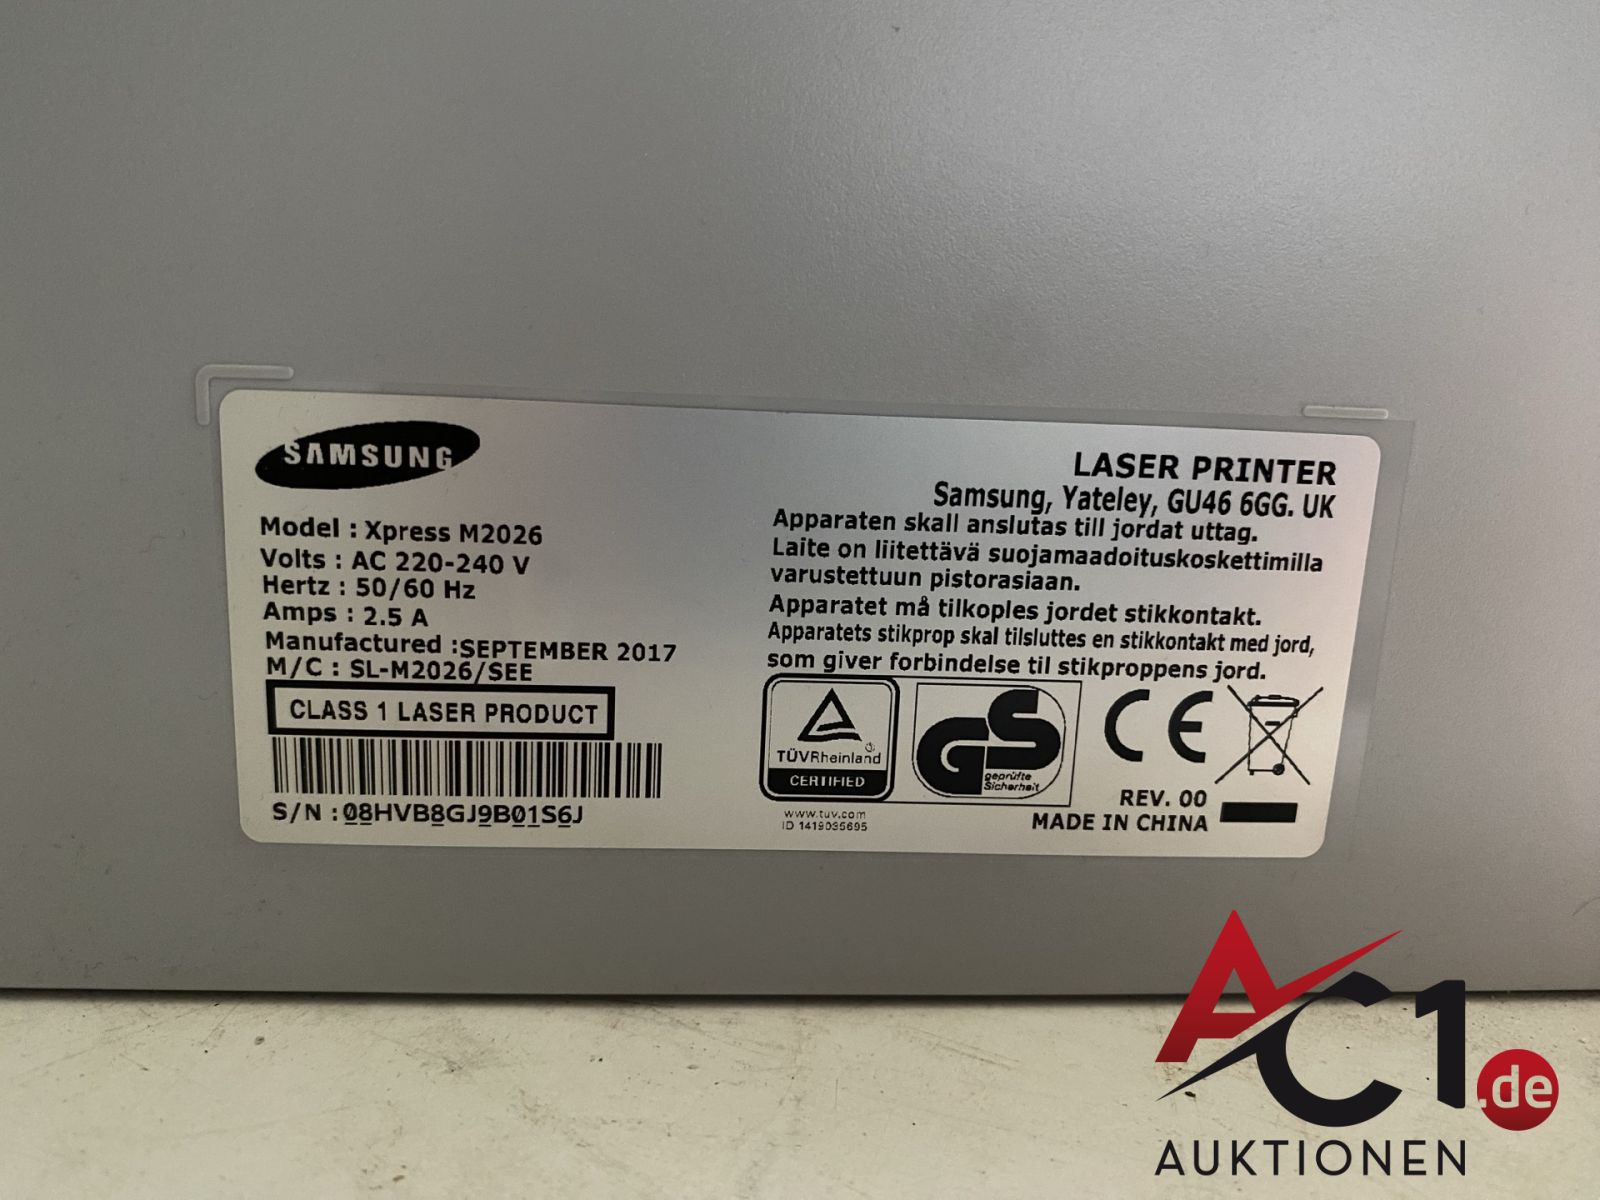 SAMSUNG
Model : Xpress M2026
Volts : AC 220-240 V
Hertz : 50/60 Hz
Amps : 2.5 A
Manufactured :SEPTEMBER 2017
M/C : SL-M2026/SEE
CLASS 1 LASER PRODUCT
S/N : 08HVB8GJ9B01S6J
LASER PRINTER
Samsung, Yateley, GU46 6GG. UK
Apparaten skall anslutas till jordat uttag.
Laite on liitettävä suojamaadoituskoskettimilla
varustettuun pistorasiaan.
Apparatet må tilkoples jordet stikkontakt.
Apparatets stikprop skal tilsluttes en stikkontakt med jord,
som giver forbindelse til stikproppens jord.
TÜVRheinland
CERTIFIED
www.tuv.com
ID 1419035695
GS
geprüfte
Sicherheit
CE
REV. 00
MADE IN CHINA
AC1.de
AUKTIONEN